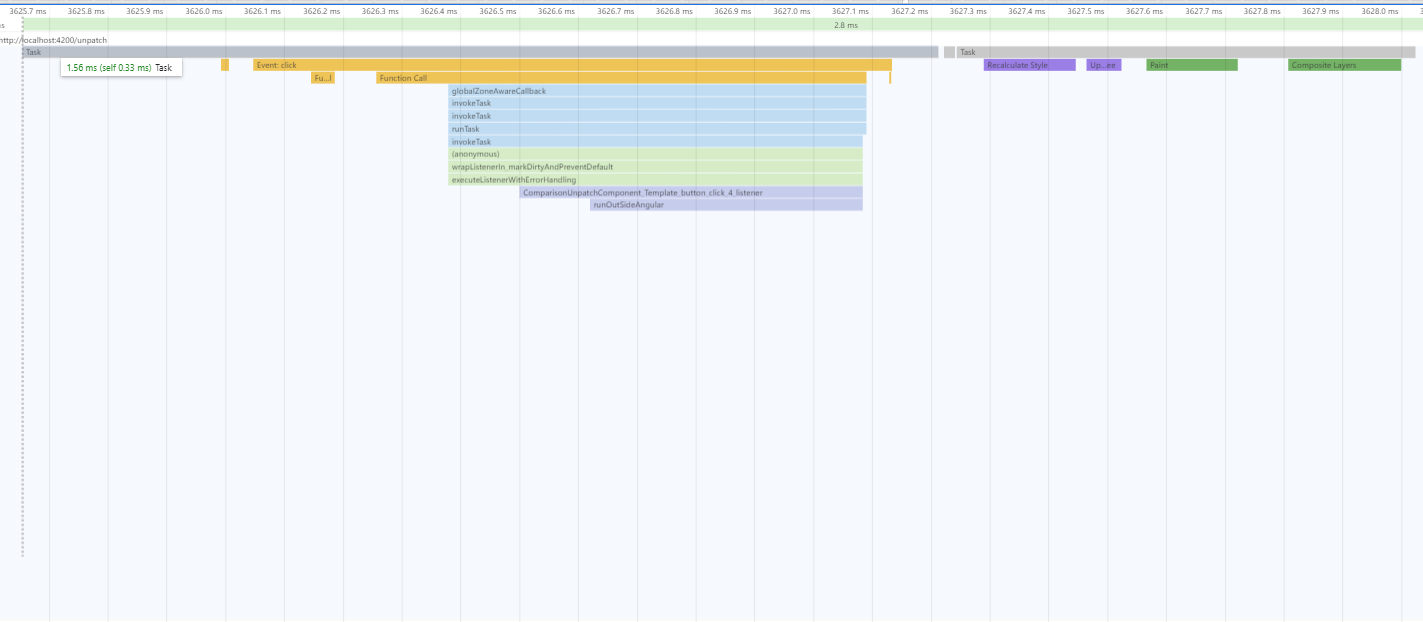 3625.7 ms 3625.8 ms 3625.9 ms 3626.0 ms 3626.1 ms 3626.2 ms 3626.3 ms 3626.4 ms 3626.5 ms 3626.6 ms 3626.7 ms 3626.8 ms 3626.9 ms 3627.0 ms 3627.1 ms 3627.2 ms 3627.3 ms 3627.4 ms 3627.5 ms 3627.6 ms 3627.7 ms 3627.8 ms 3627.9 ms 3628.0 ms
2.8 ms
http://localhost:4200/unpatch
Task Task
1.56 ms (self 0.33 ms) Task Event: click Recalculate Style Up...ee Paint Composite Layers
Fu...l Function Call
globalZoneAwareCallback
invokeTask
invokeTask
runTask
invokeTask
(anonymous)
wrapListenerIn_markDirtyAndPreventDefault
executeListenerWithErrorHandling
ComparisonUnpatchComponent_Template_button_click_4_listener
runOutSideAngular